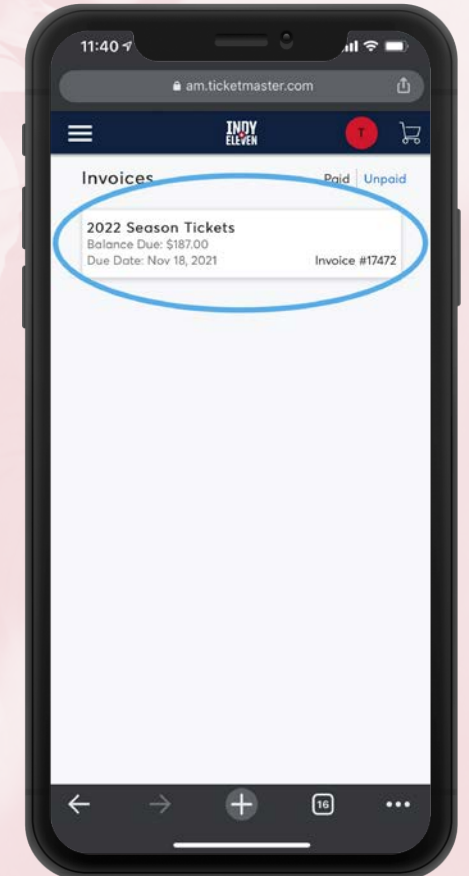 11:40
am.ticketmaster.com
INDY
ELEVEN
T
Invoices
Paid | Unpaid
2022 Season Tickets
Balance Due: $187.00
Due Date: Nov 18, 2021
Invoice #17472
16